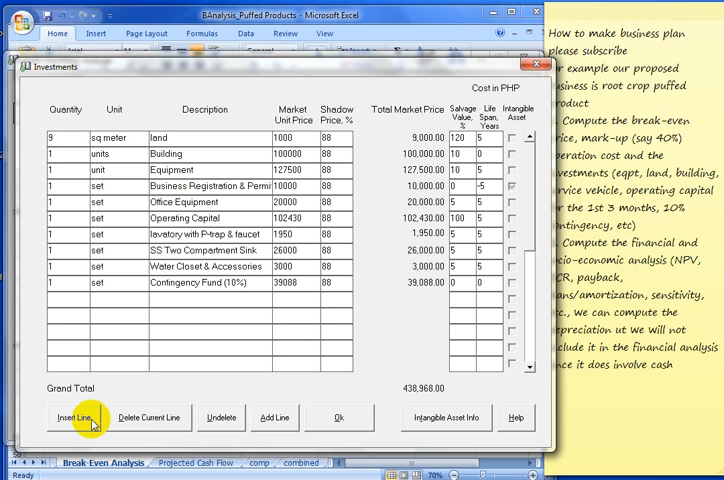 BAnalysis_Puffed Products - Microsoft Excel
Home Insert Page Layout Formulas Data Review View
Investments
Cost in PHP
Quantity Unit Description Market Unit Price Shadow Price, % Total Market Price Salvage Value, % Life Span, Years Intangible Asset
9 sq meter land 1000 88 9,000.00 120 5
1 units Building 100000 88 100,000.00 10 0
1 unit Equipment 127500 88 127,500.00 10 5
1 set Business Registration & Permi 10000 88 10,000.00 0 -5
1 set Office Equipment 20000 88 20,000.00 5 5
1 set Operating Capital 102430 88 102,430.00 100 5
1 set lavatory with P-trap & faucet 1950 88 1,950.00 5 5
1 set SS Two Compartment Sink 26000 88 26,000.00 5 5
1 set Water Closet & Accessories 3000 88 3,000.00 5 5
1 set Contingency Fund (10%) 39088 88 39,088.00 0 0
Grand Total 438,968.00
Insert Line Delete Current Line Undelete Add Line Ok Intangible Asset Info Help
Break-Even Analysis Projected Cash Flow comp combined
Ready 70%
How to make business plan
please subscribe
or example our proposed
business is root crop puffed
product
. Compute the break-even
rice, mark-up (say 40%)
peration cost and the
nvestments (eqpt, land, building,
ervice vehicle, operating capital
or the 1st 3 months, 10%
ontingency, etc)
. Compute the financial and
ocio-economic analysis (NPV,
CR, payback,
ans/amortization, sensitivity,
tc., we can compute the
epreciation ut we will not
clude it in the financial analysis
nce it does involve cash